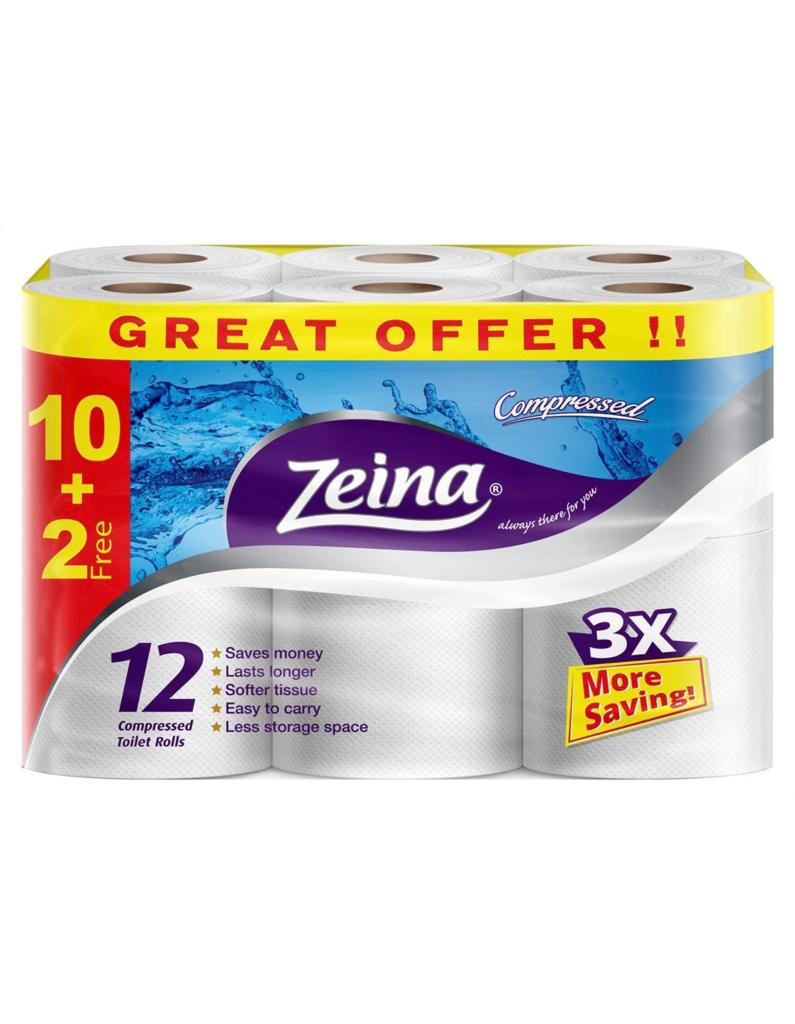 GREAT OFFER !!
10
+
2 Free
Compressed
Zeina®
always there for you
12
Compressed
Toilet Rolls
Saves money
Lasts longer
Softer tissue
Easy to carry
Less storage space
3X
More
Saving!